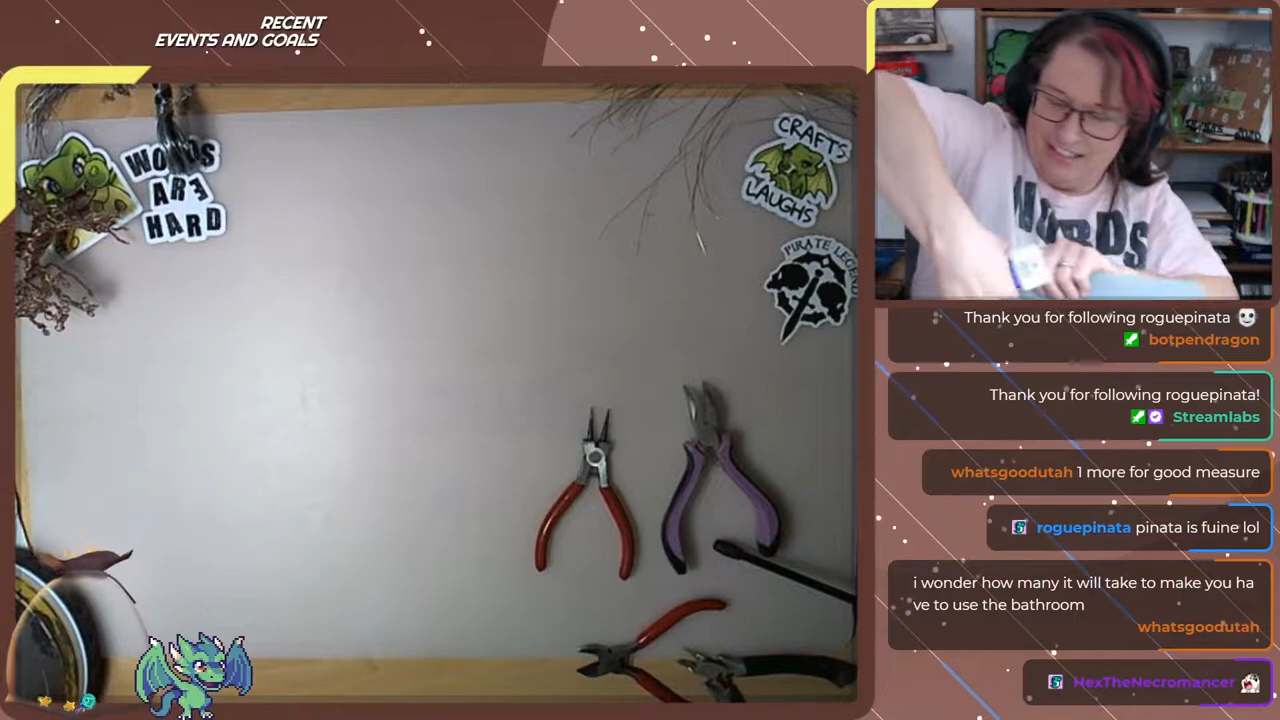 RECENT
EVENTS AND GOALS
WORDS
ARE
HARD
CRAFTS
LAUGHS
PIRATE LEGEND
WORDS
Thank you for following roguepinata
botpendragon
Thank you for following roguepinata!
Streamlabs
whatsgoodutah 1 more for good measure
roguepinata pinata is fuine lol
i wonder how many it will take to make you ha
ve to use the bathroom
whatsgoodutah
HexTheNecromancer